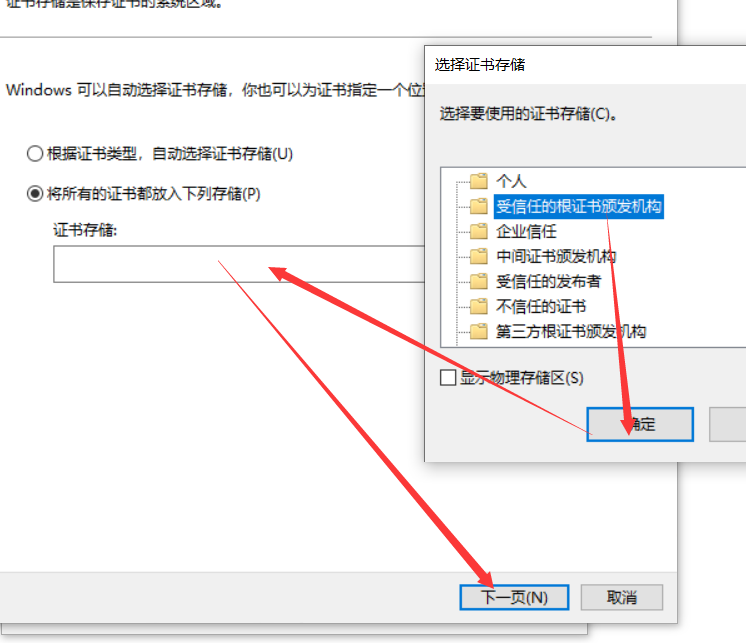 证书存储是保存证书的系统区域。
选择证书存储
Windows 可以自动选择证书存储，你也可以为证书指定一个位
选择要使用的证书存储(C)。
根据证书类型，自动选择证书存储(U)
将所有的证书都放入下列存储(P)
证书存储:
个人
受信任的根证书颁发机构
企业信任
中间证书颁发机构
受信任的发布者
不信任的证书
第三方根证书颁发机构
显示物理存储区(S)
确定
下一页(N)
取消